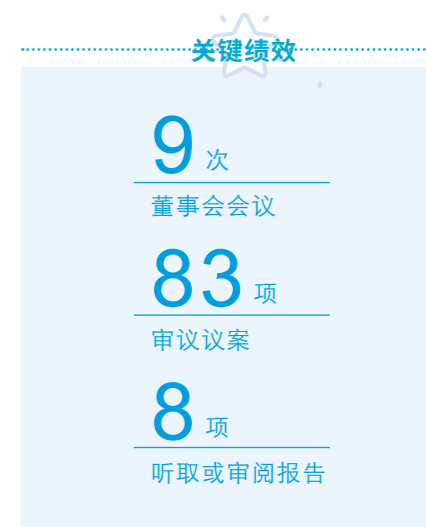 关键绩效
9 次
董事会会议
83 项
审议议案
8 项
听取或审阅报告